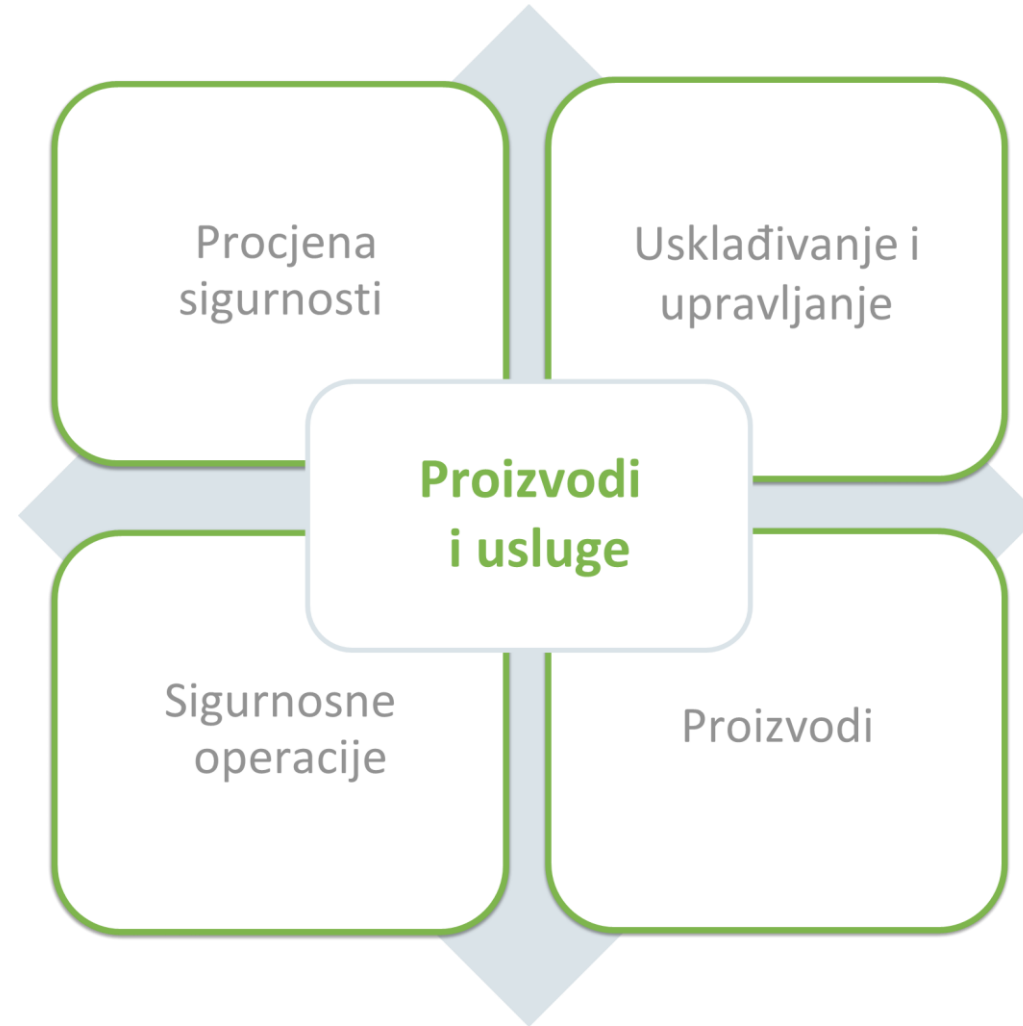 Procjena
sigurnosti
Usklađivanje i
upravljanje
Proizvodi
i usluge
Sigurnosne
operacije
Proizvodi